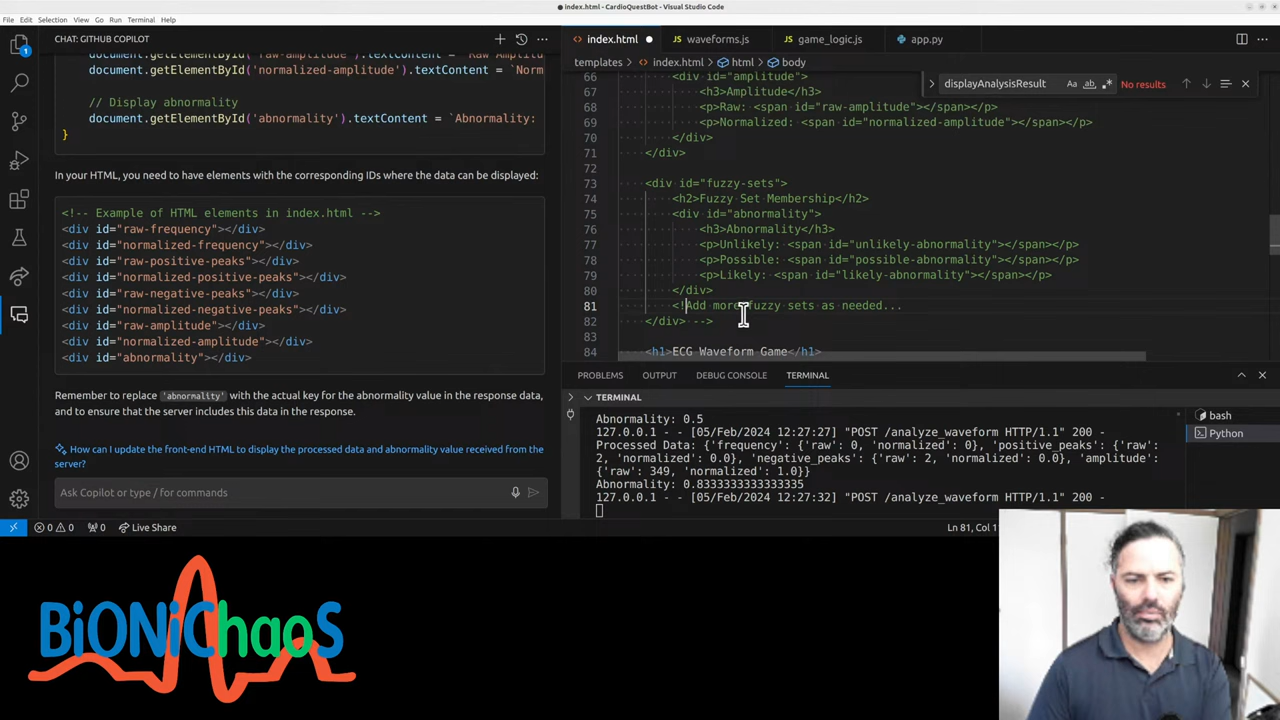 index.html - CardioQuestBot - Visual Studio Code
File Edit Selection View Go Run Terminal Help
CHAT: GITHUB COPILOT
document.getElementById('normalized-amplitude').textContent = `Norm
// Display abnormality
document.getElementById('abnormality').textContent = `Abnormality:
}
In your HTML, you need to have elements with the corresponding IDs where the data can be displayed:
<!-- Example of HTML elements in index.html -->
<div id="raw-frequency"></div>
<div id="normalized-frequency"></div>
<div id="raw-positive-peaks"></div>
<div id="normalized-positive-peaks"></div>
<div id="raw-negative-peaks"></div>
<div id="normalized-negative-peaks"></div>
<div id="raw-amplitude"></div>
<div id="normalized-amplitude"></div>
<div id="abnormality"></div>
Remember to replace 'abnormality' with the actual key for the abnormality value in the response data,
and to ensure that the server includes this data in the response.
How can I update the front-end HTML to display the processed data and abnormality value received from the
server?
Ask Copilot or type / for commands
1
index.html waveforms.js game_logic.js app.py
templates > index.html > html > body
displayAnalysisResult Aa ab .* No results
66 <div id="amplitude">
67 <h3>Amplitude</h3>
68 <p>Raw: <span id="raw-amplitude"></span></p>
69 <p>Normalized: <span id="normalized-amplitude"></span></p>
70 </div>
71 </div>
72
73 <div id="fuzzy-sets">
74 <h2>Fuzzy Set Membership</h2>
75 <div id="abnormality">
76 <h3>Abnormality</h3>
77 <p>Unlikely: <span id="unlikely-abnormality"></span></p>
78 <p>Possible: <span id="possible-abnormality"></span></p>
79 <p>Likely: <span id="likely-abnormality"></span></p>
80 </div>
81 <!Add more fuzzy sets as needed...
82 </div> -->
83
84 <h1>ECG Waveform Game</h1>
PROBLEMS OUTPUT DEBUG CONSOLE TERMINAL
TERMINAL
Abnormality: 0.5
127.0.0.1 - - [05/Feb/2024 12:27:27] "POST /analyze_waveform HTTP/1.1" 200 -
Processed Data: {'frequency': {'raw': 0, 'normalized': 0}, 'positive_peaks': {'raw':
2, 'normalized': 0.0}, 'negative_peaks': {'raw': 2, 'normalized': 0.0}, 'amplitude':
{'raw': 349, 'normalized': 1.0}}
Abnormality: 0.8333333333333335
127.0.0.1 - - [05/Feb/2024 12:27:32] "POST /analyze_waveform HTTP/1.1" 200 -
bash
Python
0 0 0 Live Share
Ln 81, Col
BiONiChaoS